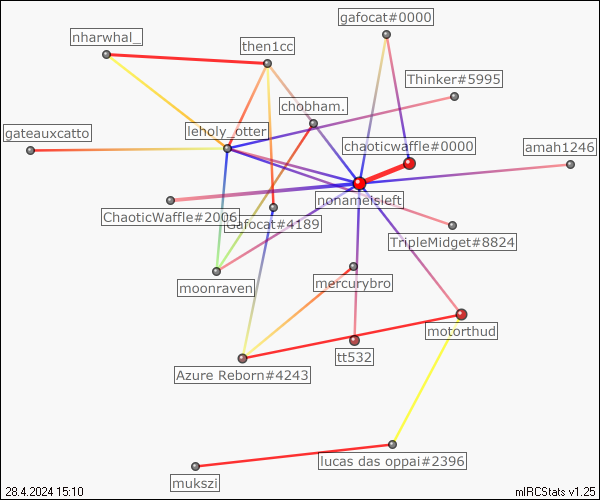 gafocat#0000
nharwhal_
then1cc
Thinker#5995
chobham.
gateauxcatto
leholy_otter
chaoticwaffle#0000
amah1246
nonameisleft
ChaoticWaffle#2006
Gafocat#4189
TripleMidget#8824
moonraven
mercurybro
motorthud
tt532
Azure Reborn#4243
lucas das oppai#2396
mukszi
28.4.2024 15:10
mIRCStats v1.25